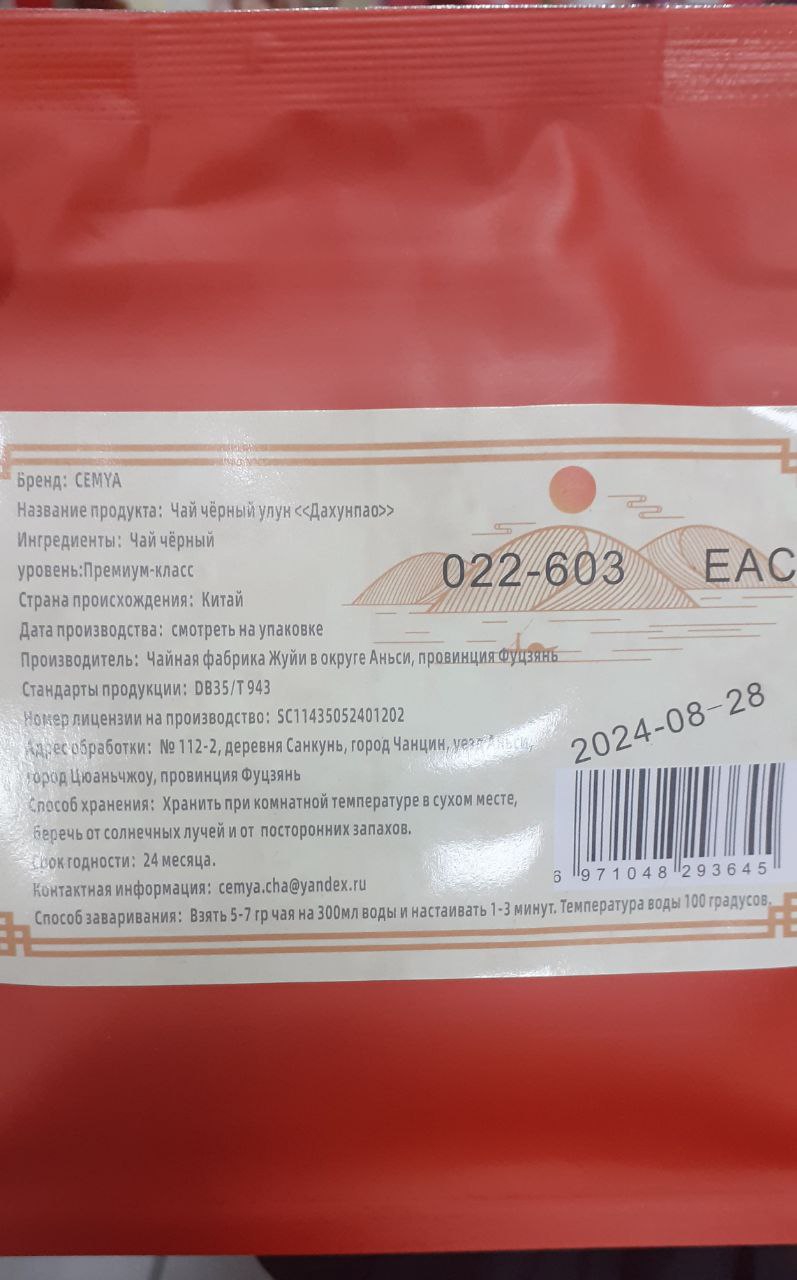 Бренд: CEMYA
Название продукта: Чай чёрный улун <<Дахунпао>>
Ингредиенты: Чай чёрный
уровень:Премиум-класс
Страна происхождения: Китай
Дата производства: смотреть на упаковке
Производитель: Чайная фабрика Жуйи в округе Аньси, провинция Фуцзянь
Стандарты продукции: DB35/T 943
Номер лицензии на производство: SC11435052401202
Адрес обработки: № 112-2, деревня Санкунь, город Чанцин, уезд Аньси,
город Цюаньчжоу, провинция Фуцзянь
Способ хранения: Хранить при комнатной температуре в сухом месте,
беречь от солнечных лучей и от посторонних запахов.
Срок годности: 24 месяца.
Контактная информация: cemya.cha@yandex.ru
Способ заваривания: Взять 5-7 гр чая на 300мл воды и настаивать 1-3 минут. Температура воды 100 градусов.
022-603
EAC
2024-08-28
6 971048 293645